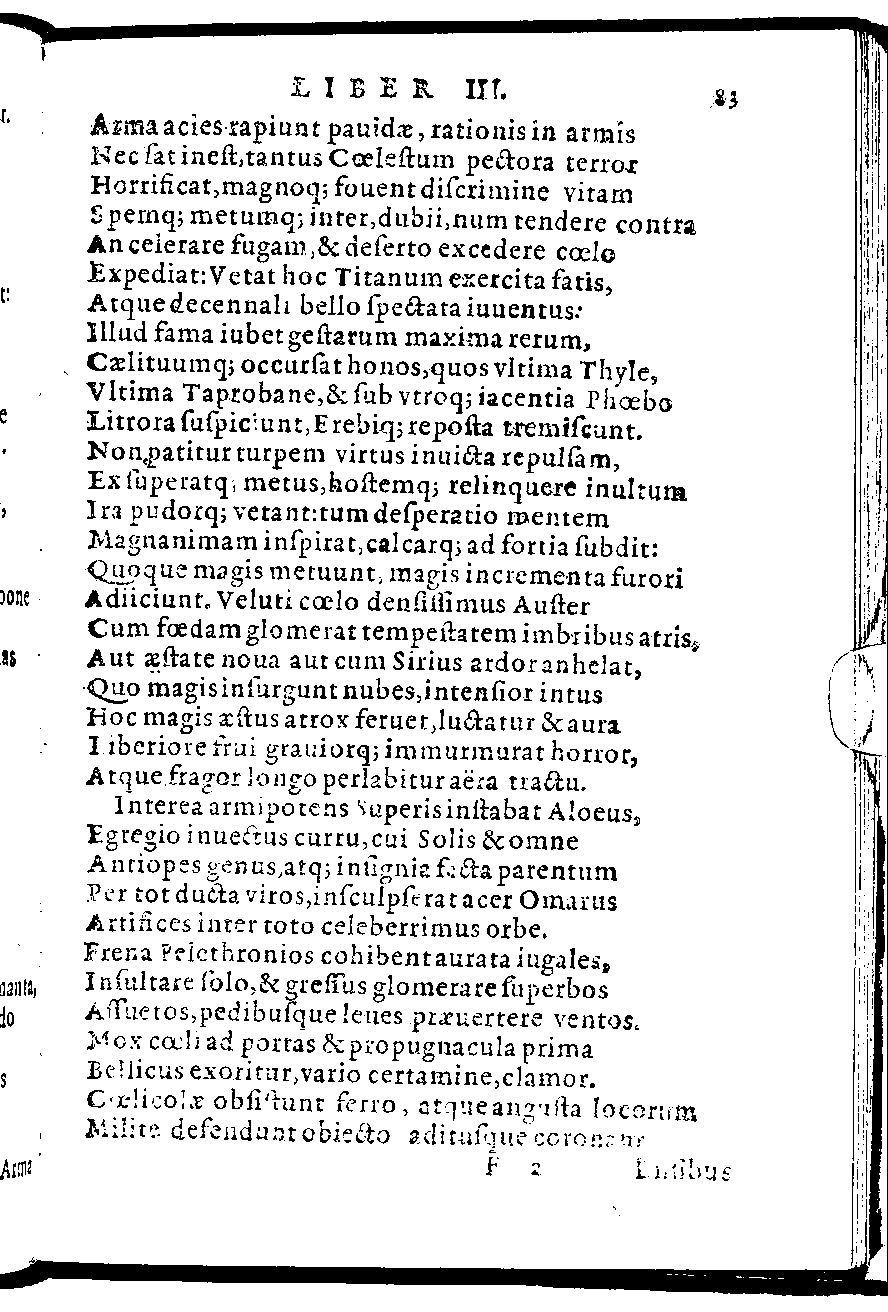 LIBER III. 83
Arma acies rapiunt pauidæ, rationis in armis
Nec ſat ineſt, tantus Cœleſtum pectora terror
Horrificat, magnoq; fouent diſcrimine vitam
Spemq; metumq; inter, dubii, num tendere contra
An celerare fugam, & deſerto excedere cœlo
Expediat: Vetat hoc Titanum exercita fatis,
Atque decennali bello ſpectata iuuentus:
Illud fama iubet geſtarum maxima rerum,
Cælituumq; occurſat honos, quos vltima Thyle,
Vltima Taprobane, & ſub vtroq; iacentia Phœbo
Littora ſuſpiciunt, Erebiq; repoſta tremiſcunt.
Non patitur turpem virtus inuicta repulſam,
Exſuperatq; metus, hoſtemq; relinquere inultum
Ira pudorq; vetant: tum deſperatio mentem
Magnanimam inſpirat, calcarq; ad fortia ſubdit:
Quoque magis metuunt, magis incrementa furori
Adiiciunt. Veluti cœlo denſiſſimus Auſter
Cum fœdam glomerat tempeſtatem imbribus atris,
Aut æſtate noua aut cum Sirius ardor anhelat,
Quo magis inſurgunt nubes, intenſior intus
Hoc magis æſtus atrox feruet, luctatur & aura
Liberiore frui grauiorq; immurmurat horror,
Atque fragor longo perlabitur aëra tractu.
Interea armipotens Superis inſtabat Aloeus,
Egregio inuectus curru, cui Solis & omne
Antiopes genus, atq; inſignia facta parentum
Per tot ducta viros, inſculpſerat acer Omarus
Artifices inter toto celeberrimus orbe.
Frena Pelethronios cohibent aurata iugales,
Inſultare ſolo, & greſſus glomerare ſuperbos
Aſſuetos, pedibuſque leues præuertere ventos.
Mox cœli ad portas & propugnacula prima
Bellicus exoritur, vario certamine, clamor.
Cœlicolæ obſiſtunt ferro, atque anguſta locorum
Milite defendunt obiecto adituſque coronant
F 2 Enſibus